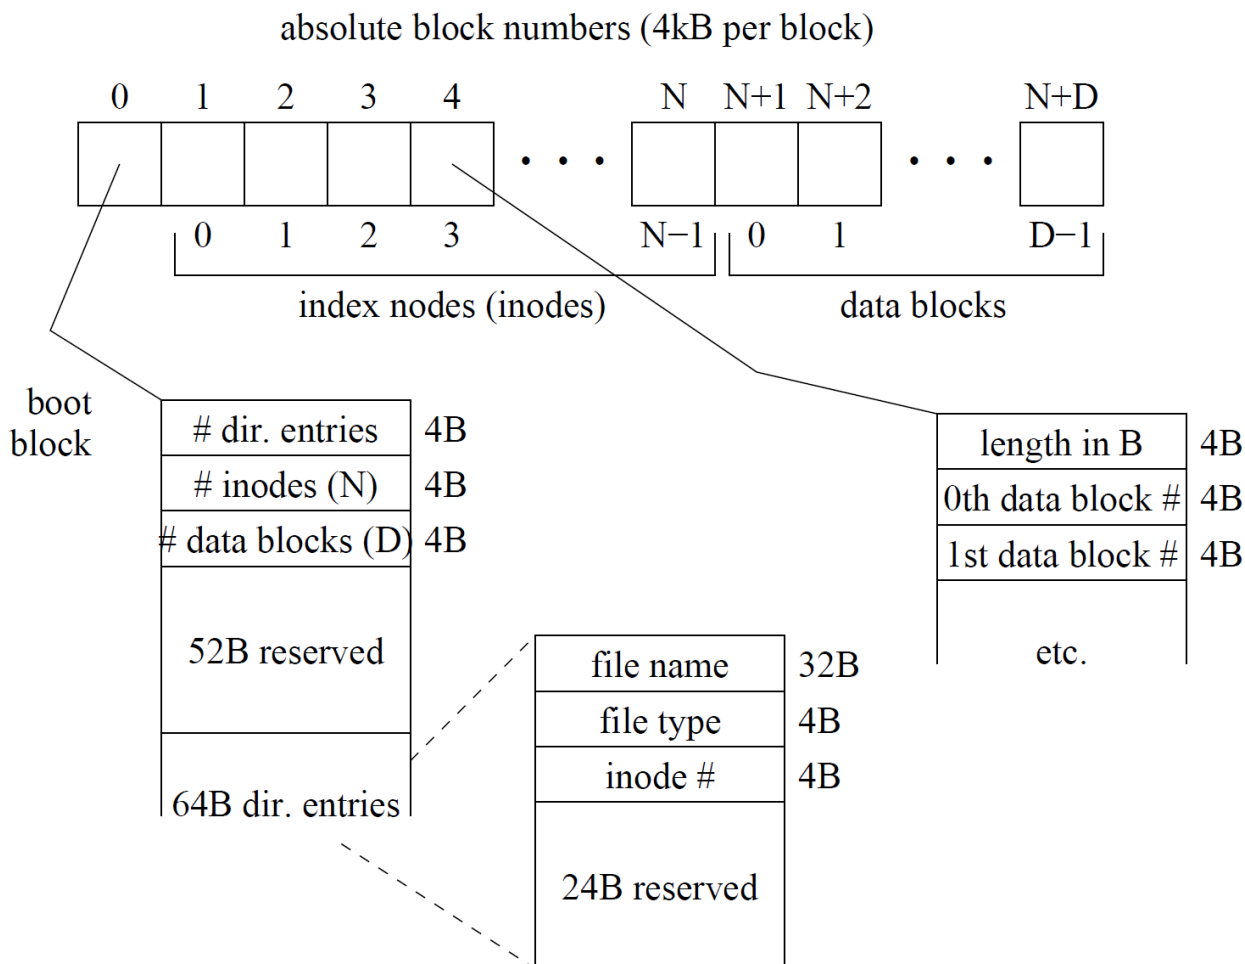 absolute block numbers (4kB per block)
0 1 2 3 4 N N+1 N+2 N+D
0 1 2 3 N−1 0 1 D−1
index nodes (inodes) data blocks
boot
block
# dir. entries 4B
# inodes (N) 4B
# data blocks (D) 4B
52B reserved
64B dir. entries
file name 32B
file type 4B
inode # 4B
24B reserved
length in B 4B
0th data block # 4B
1st data block # 4B
etc.